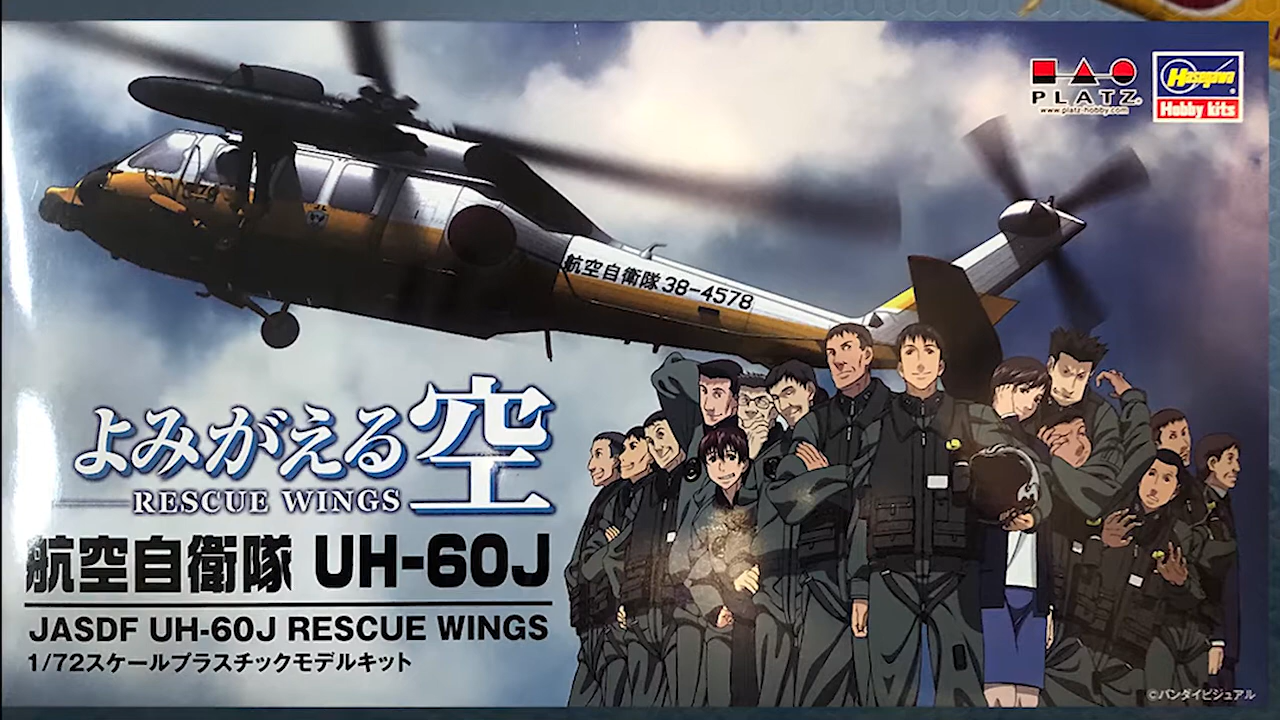 PLATZ
www.platz-hobby.com
Hasegawa
Hobby kits
航空自衛隊 38-4578
よみがえる空
RESCUE WINGS
航空自衛隊 UH-60J
JASDF UH-60J RESCUE WINGS
1/72スケールプラスチックモデルキット
©バンダイビジュアル